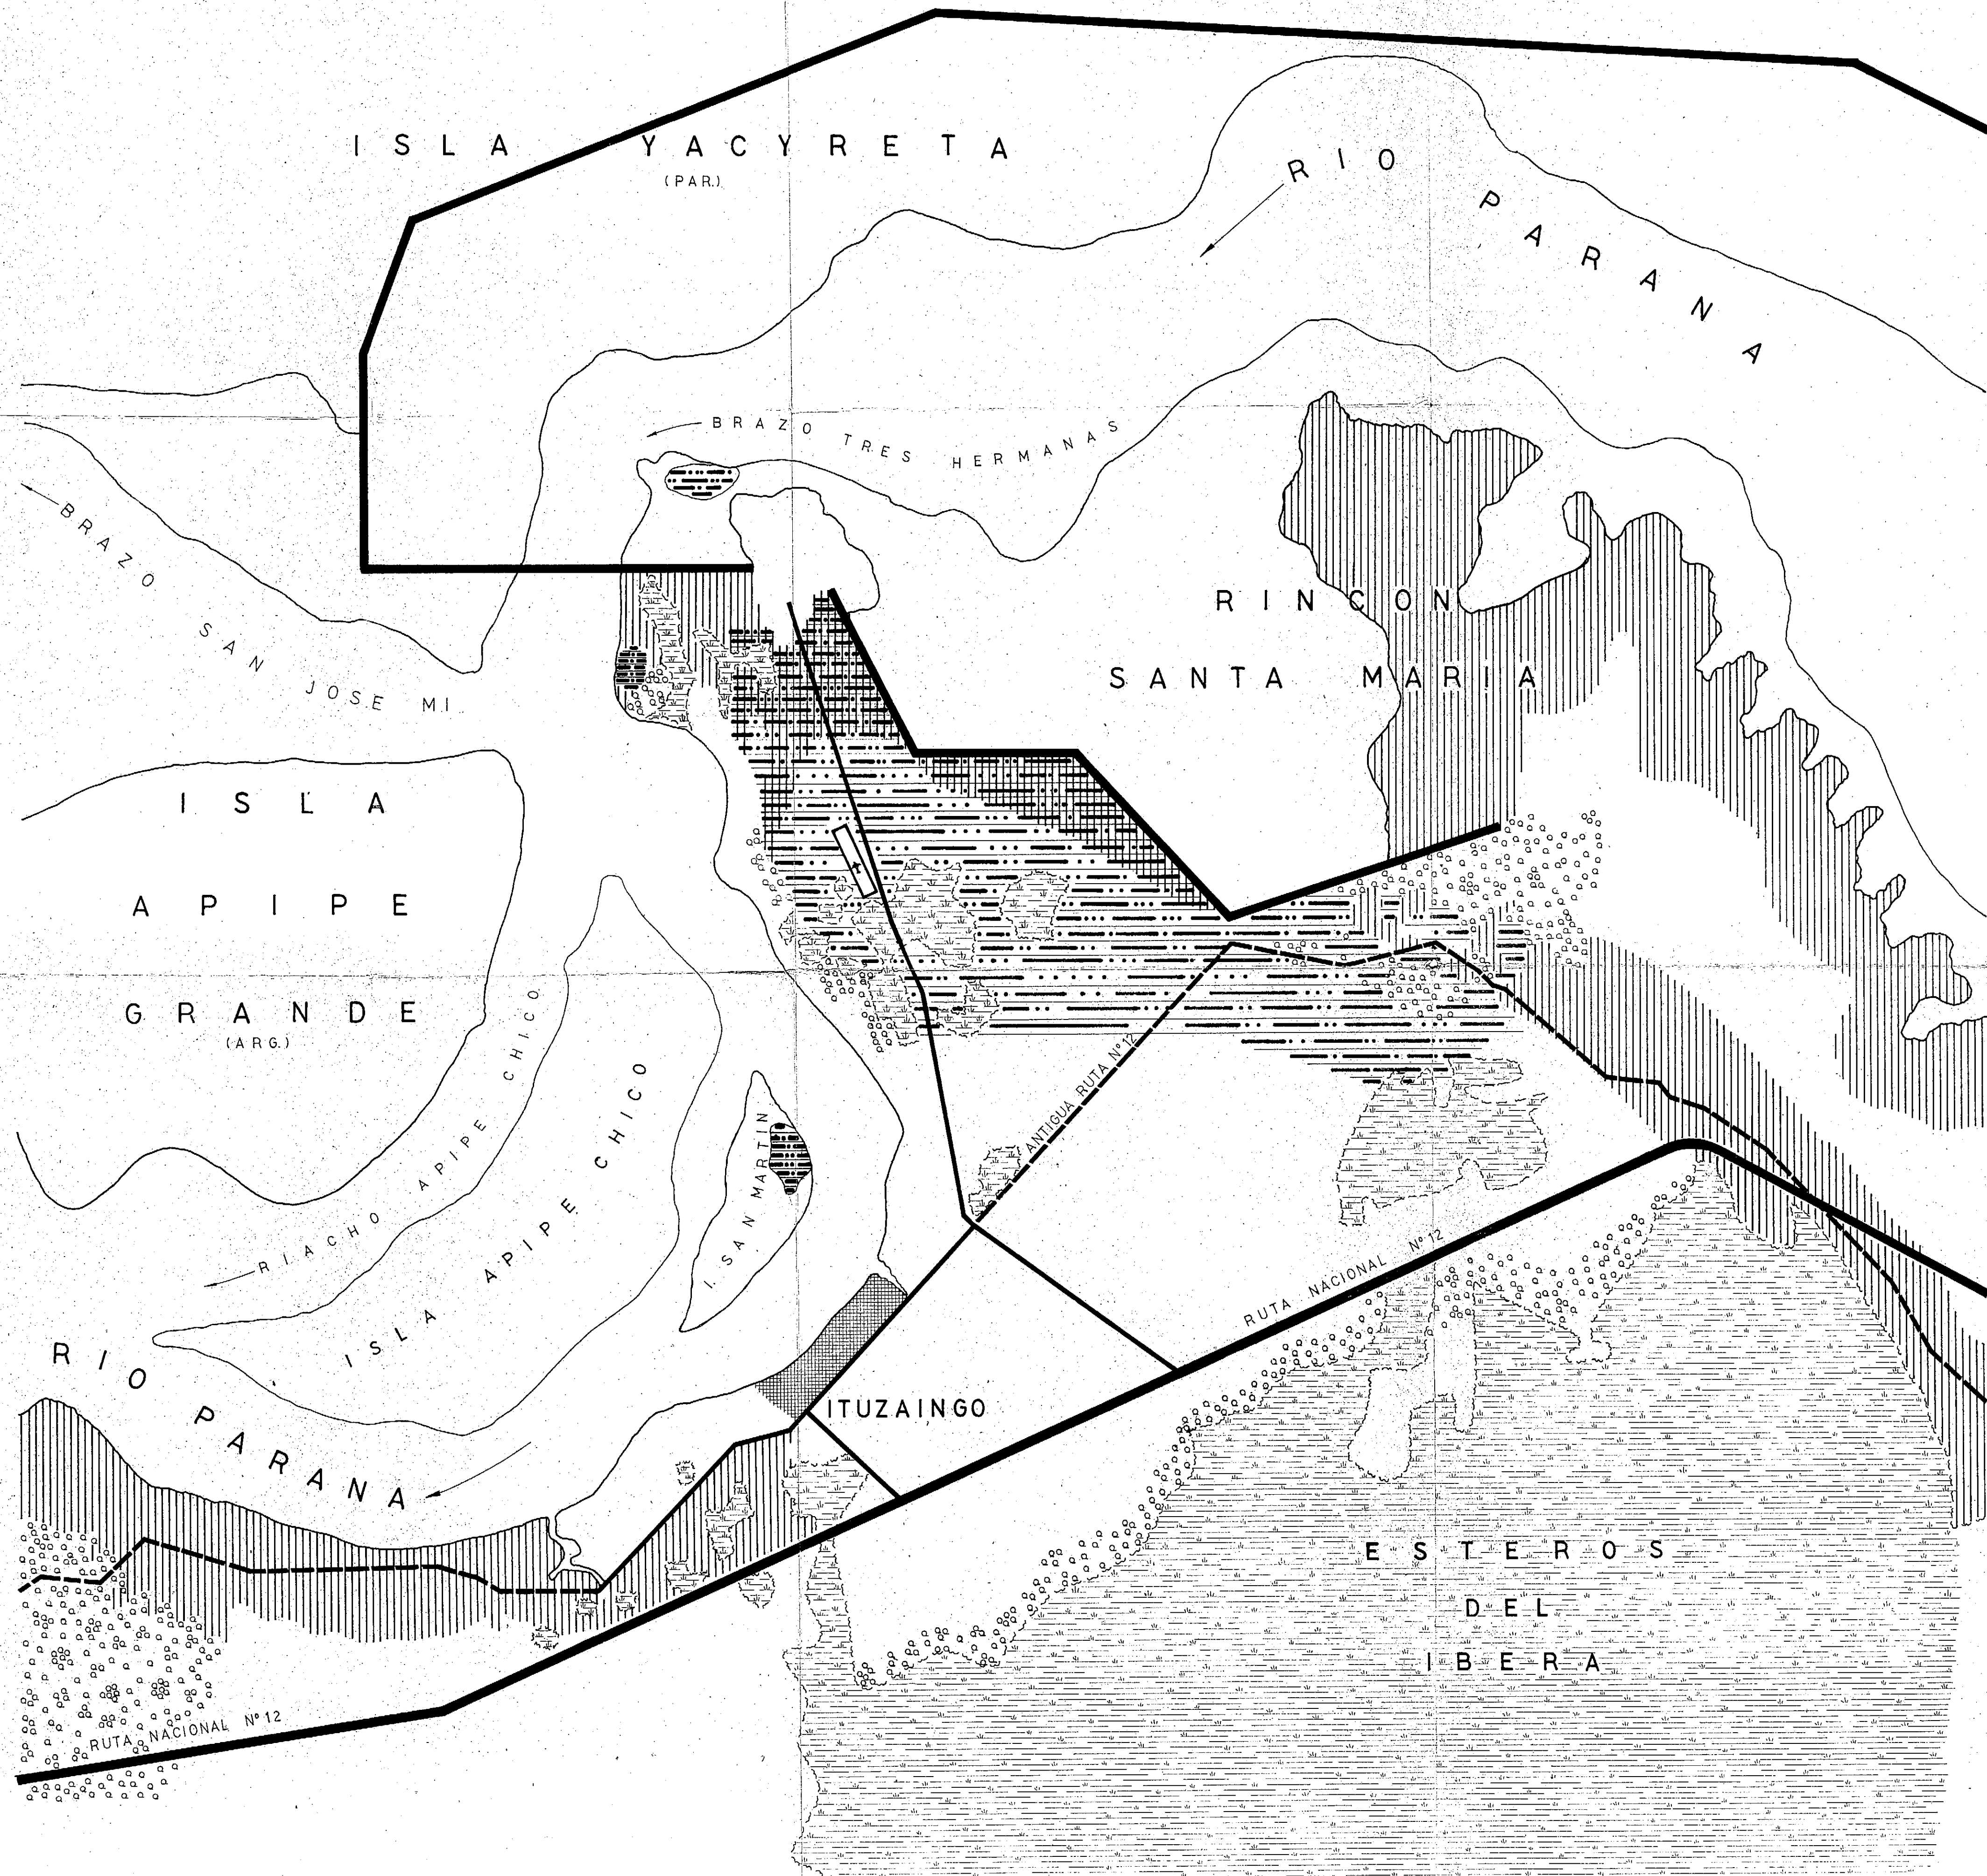 ISLA YACYRETA
(PAR.)
RIO PARANA
BRAZO TRES HERMANAS
BRAZO SAN JOSE MI
RINCON
SANTA MARIA
ISLA
APIPE
GRANDE
(ARG.)
RIACHO APIPE CHICO
ISLA APIPE CHICO
I. SAN MARTIN
ANTIGUA RUTA Nº 12
RUTA NACIONAL Nº 12
RIO PARANA
ITUZAINGO
ESTEROS
DEL
IBERA
RUTA NACIONAL Nº 12